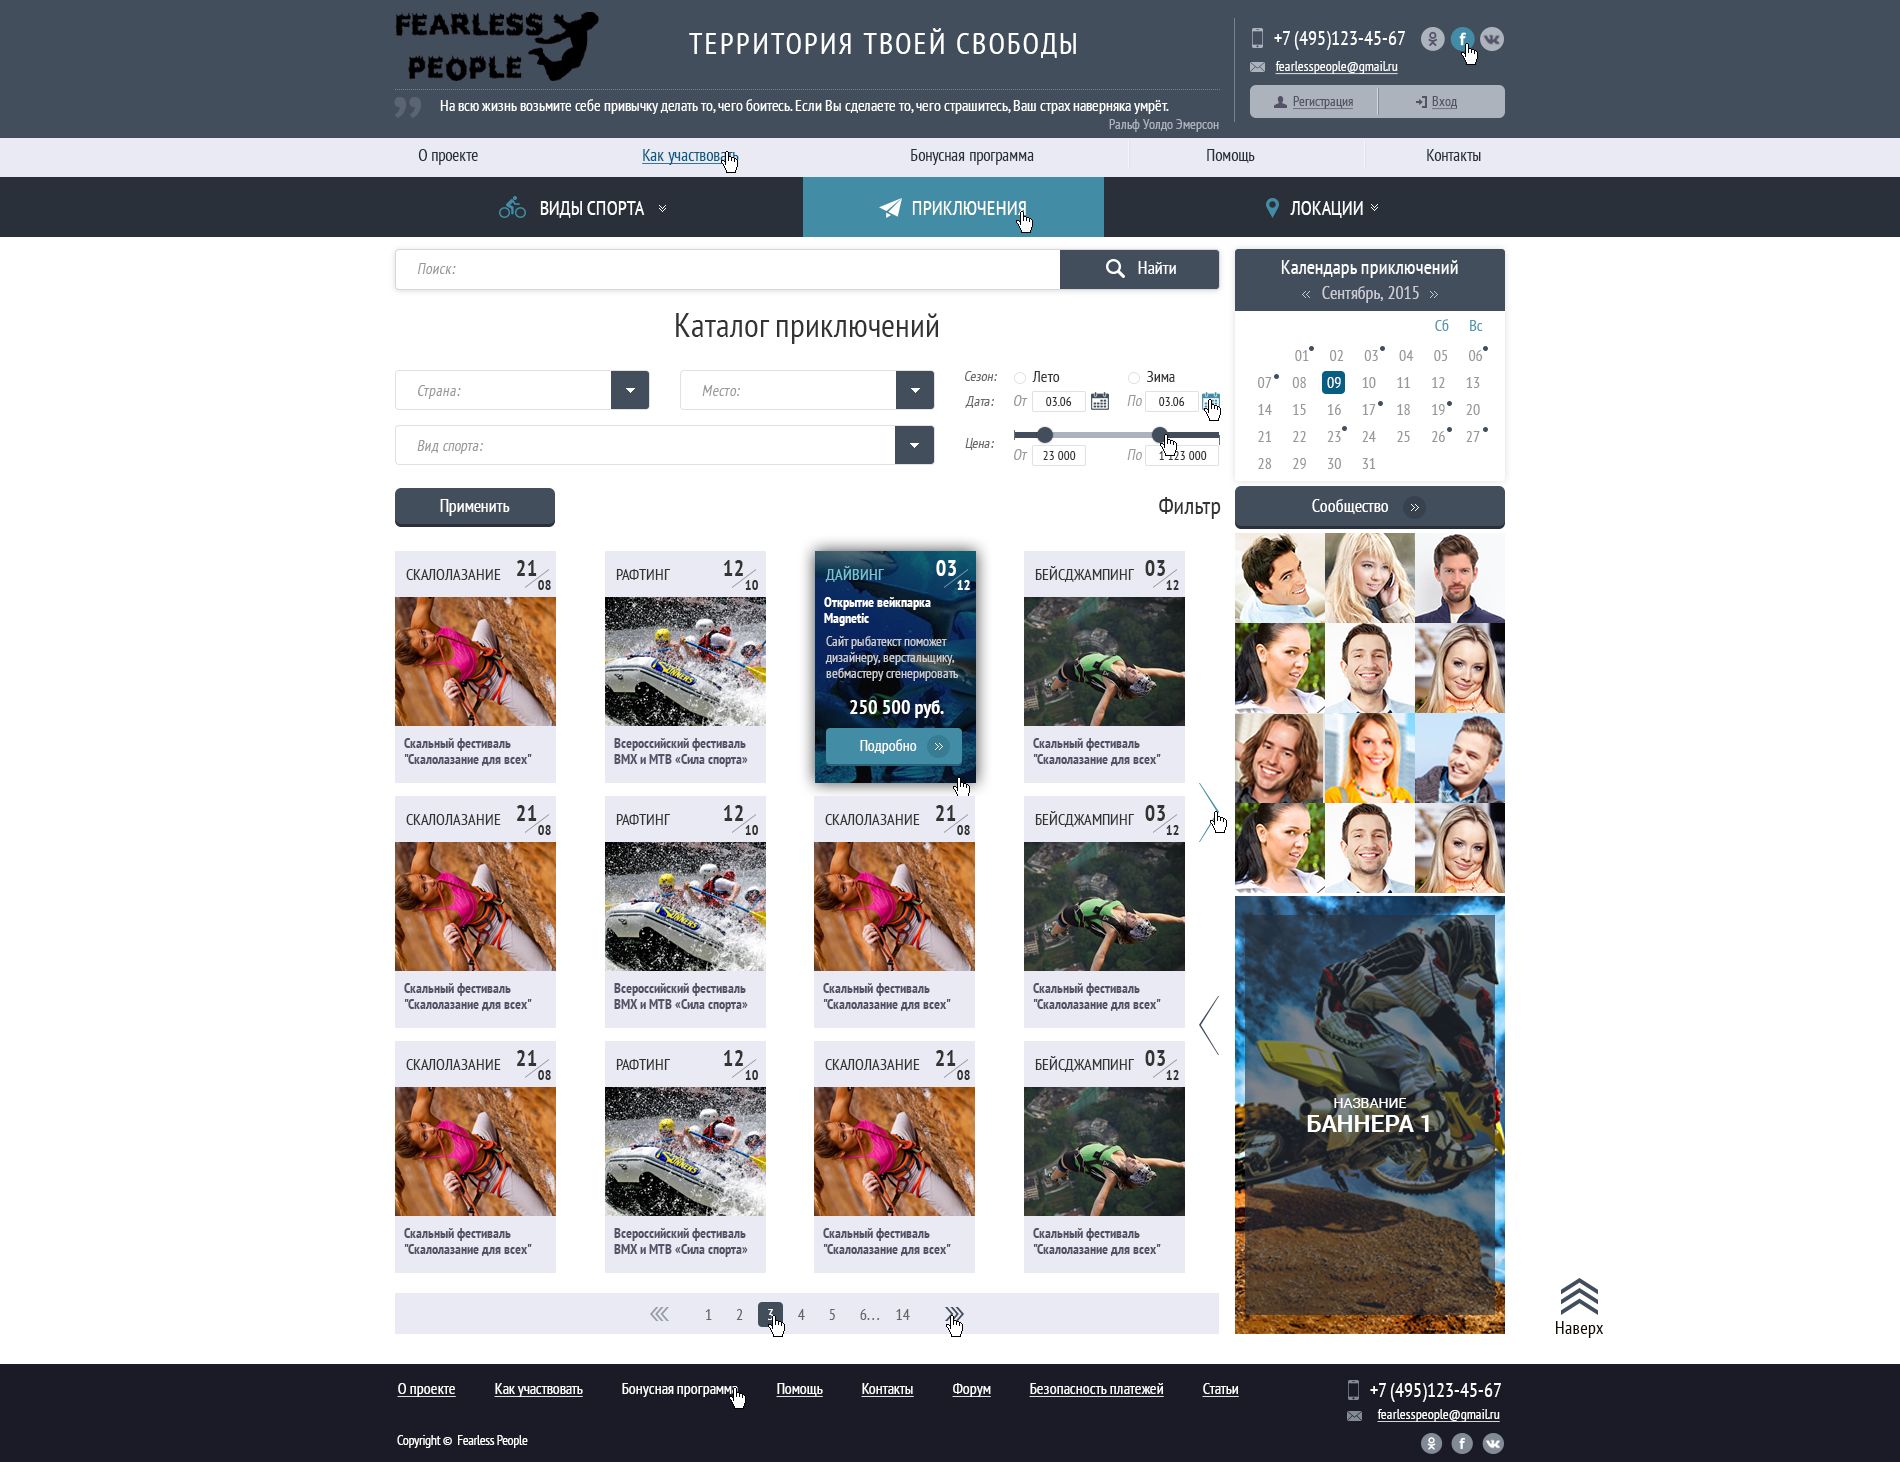 FEARLESS
PEOPLE
ТЕРРИТОРИЯ ТВОЕЙ СВОБОДЫ
+7 (495)123-45-67
fearlesspeople@gmail.ru
На всю жизнь возьмите себе привычку делать то, чего боитесь. Если Вы сделаете то, чего страшитесь, Ваш страх наверняка умрёт.
Ральф Уолдо Эмерсон
Регистрация Вход
О проекте Как участвовать Бонусная программа Помощь Контакты
ВИДЫ СПОРТА ПРИКЛЮЧЕНИЯ ЛОКАЦИИ
Поиск: Найти
Каталог приключений
Страна: Место:
Вид спорта:
Сезон: Лето Зима
Дата: От 03.06 По 03.06
Цена:
От 23 000 По 1 123 000
Применить Фильтр
Календарь приключений
« Сентябрь, 2015 »
Сб Вс
01 02 03 04 05 06
07 08 09 10 11 12 13
14 15 16 17 18 19 20
21 22 23 24 25 26 27
28 29 30 31
Сообщество »
СКАЛОЛАЗАНИЕ 21/08
Скальный фестиваль
"Скалолазание для всех"
РАФТИНГ 12/10
SUNNERS
Всероссийский фестиваль
BMX и MTB «Сила спорта»
ДАЙВИНГ 03/12
Открытие вейкпарка
Magnetic
Сайт рыбатекст поможет
дизайнеру, верстальщику,
вебмастеру сгенерировать
250 500 руб.
Подробно »
БЕЙСДЖАМПИНГ 03/12
Скальный фестиваль
"Скалолазание для всех"
СКАЛОЛАЗАНИЕ 21/08
Скальный фестиваль
"Скалолазание для всех"
РАФТИНГ 12/10
SUNNERS
Всероссийский фестиваль
BMX и MTB «Сила спорта»
СКАЛОЛАЗАНИЕ 21/08
Скальный фестиваль
"Скалолазание для всех"
БЕЙСДЖАМПИНГ 03/12
Скальный фестиваль
"Скалолазание для всех"
СКАЛОЛАЗАНИЕ 21/08
Скальный фестиваль
"Скалолазание для всех"
РАФТИНГ 12/10
SUNNERS
Всероссийский фестиваль
BMX и MTB «Сила спорта»
СКАЛОЛАЗАНИЕ 21/08
Скальный фестиваль
"Скалолазание для всех"
БЕЙСДЖАМПИНГ 03/12
Скальный фестиваль
"Скалолазание для всех"
SUZUKI
НАЗВАНИЕ
БАННЕРА 1
1 2 3 4 5 6... 14
Наверх
О проекте Как участвовать Бонусная программа Помощь Контакты Форум Безопасность платежей Статьи
+7 (495)123-45-67
fearlesspeople@gmail.ru
Copyright © Fearless People